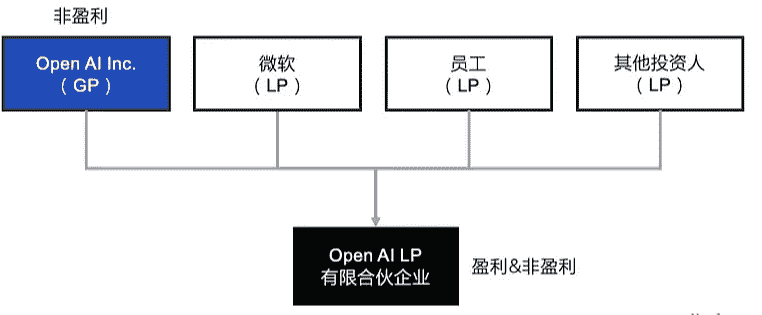 非盈利
Open AI Inc.
（GP）
微软
（LP）
员工
（LP）
其他投资人
（LP）
Open AI LP
有限合伙企业
盈利&非盈利